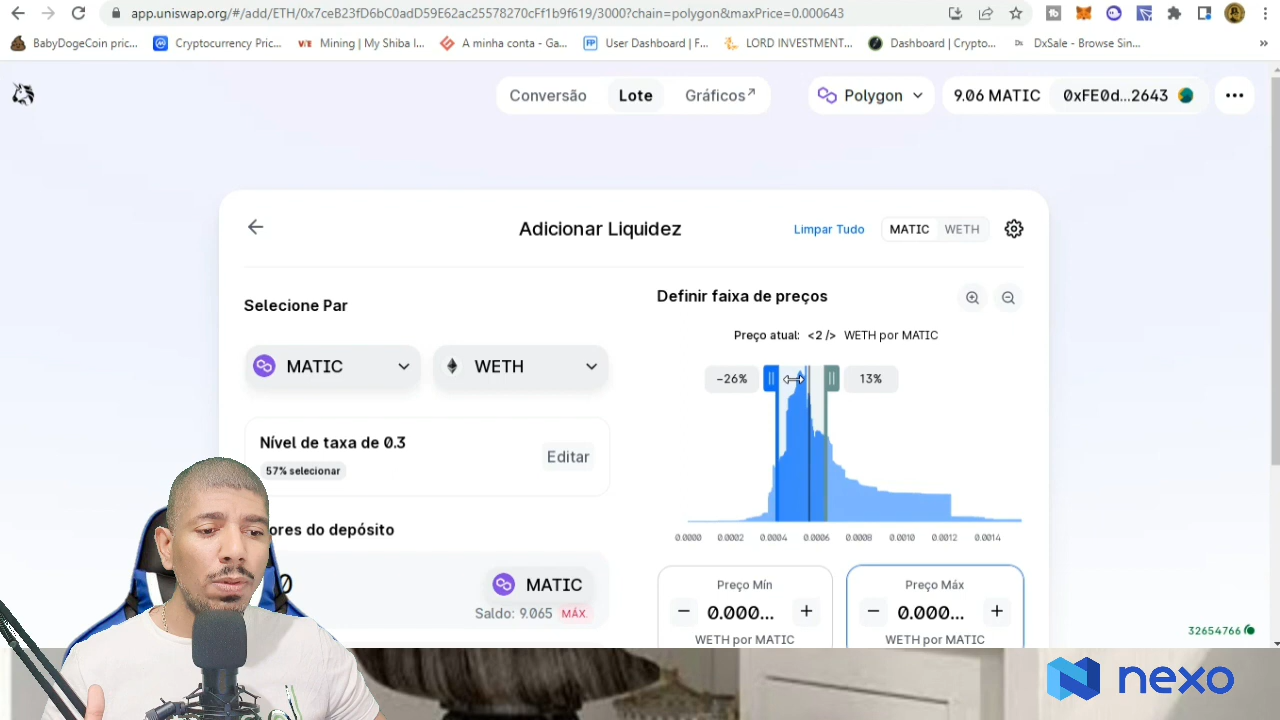 app.uniswap.org/#/add/ETH/0x7ceB23fD6bC0adD59E62ac25578270cFf1b9f619/3000?chain=polygon&maxPrice=0.000643
BabyDogeCoin pric...
Cryptocurrency Pric...
Mining | My Shiba I...
A minha conta - Ga...
User Dashboard | F...
LORD INVESTMENT...
Dashboard | Crypto...
DxSale - Browse Sin...
»
Conversão
Lote
Gráficos↗
Polygon
9.06 MATIC
0xFE0d...2643
Adicionar Liquidez
Limpar Tudo
MATIC
WETH
Selecione Par
MATIC
WETH
Nível de taxa de 0.3
57% selecionar
Editar
ores do depósito
0
MATIC
Saldo: 9.065
MÁX.
Definir faixa de preços
Preço atual: <2 /> WETH por MATIC
-26%
13%
0.0000 0.0002 0.0004 0.0006 0.0008 0.0010 0.0012 0.0014
Preço Mín
0.000...
WETH por MATIC
Preço Máx
0.000...
WETH por MATIC
32654766
nexo